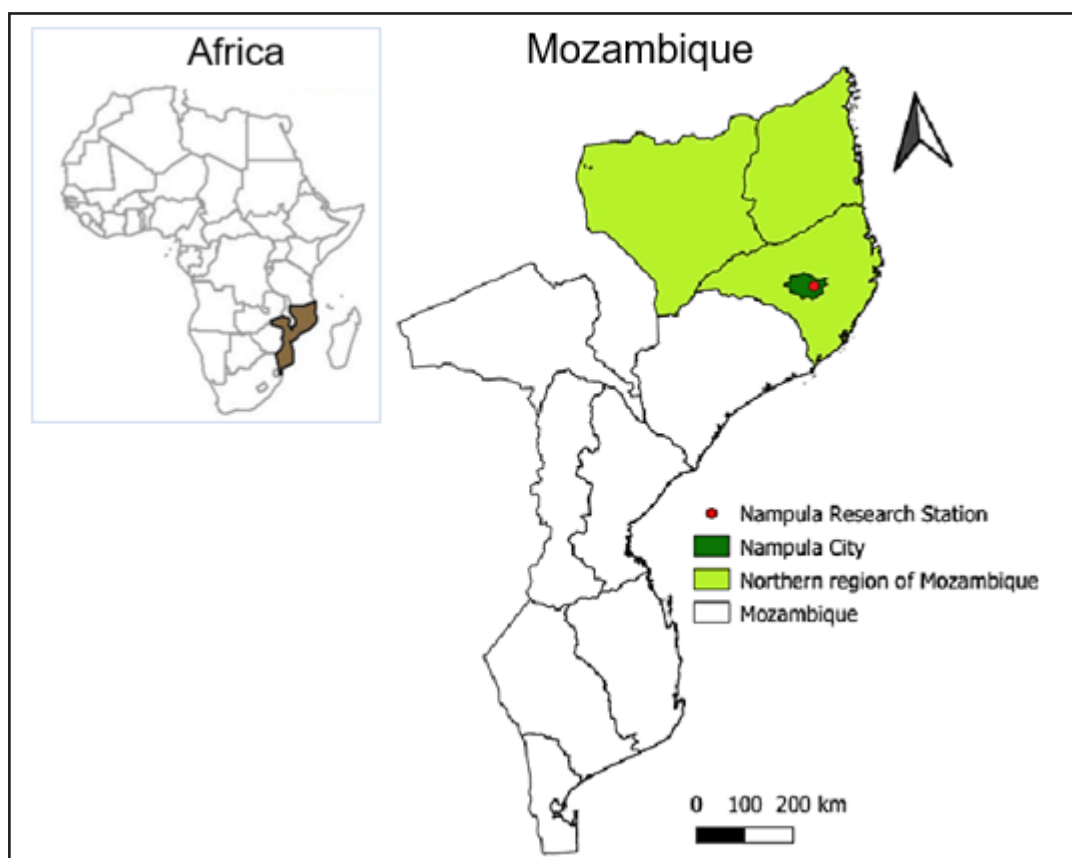 Africa
Mozambique
Nampula Research Station
Nampula City
Northern region of Mozambique
Mozambique
0 100 200 km